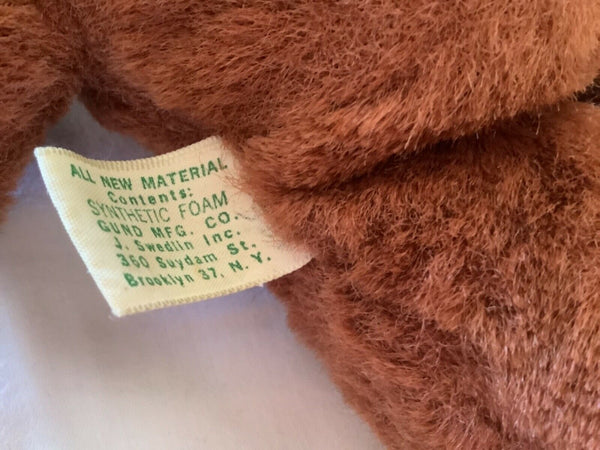 ALL NEW MATERIAL
Contents:
SYNTHETIC FOAM
GUND MFG. CO.
J. Swedlin Inc.
360 Suydam St.
Brooklyn 37, N. Y.